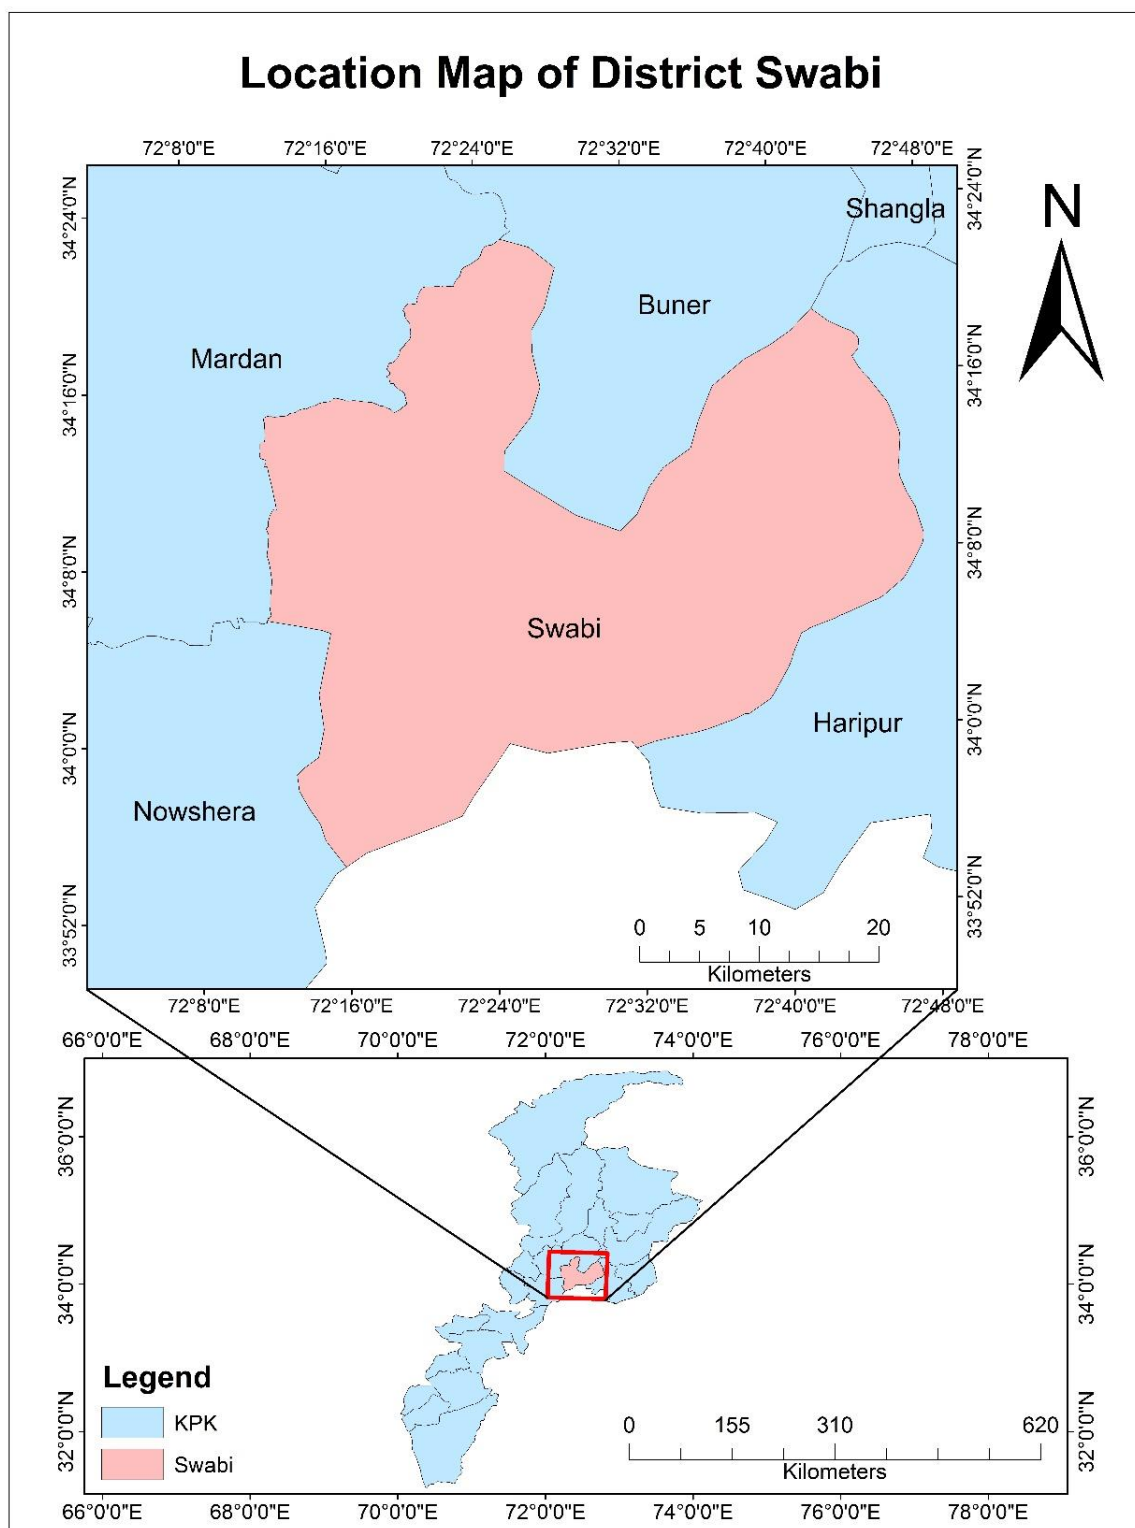 Location Map of District Swabi
72°8'0"E 72°16'0"E 72°24'0"E 72°32'0"E 72°40'0"E 72°48'0"E
N
34°24'0"N
34°24'0"N
Shangla
Buner
Mardan
34°16'0"N
34°16'0"N
34°8'0"N
34°8'0"N
Swabi
Haripur
34°0'0"N
34°0'0"N
Nowshera
33°52'0"N
33°52'0"N
0 5 10 20
Kilometers
72°8'0"E 72°16'0"E 72°24'0"E 72°32'0"E 72°40'0"E 72°48'0"E
66°0'0"E 68°0'0"E 70°0'0"E 72°0'0"E 74°0'0"E 76°0'0"E 78°0'0"E
36°0'0"N
36°0'0"N
34°0'0"N
34°0'0"N
32°0'0"N
32°0'0"N
Legend
KPK
Swabi
0 155 310 620
Kilometers
66°0'0"E 68°0'0"E 70°0'0"E 72°0'0"E 74°0'0"E 76°0'0"E 78°0'0"E